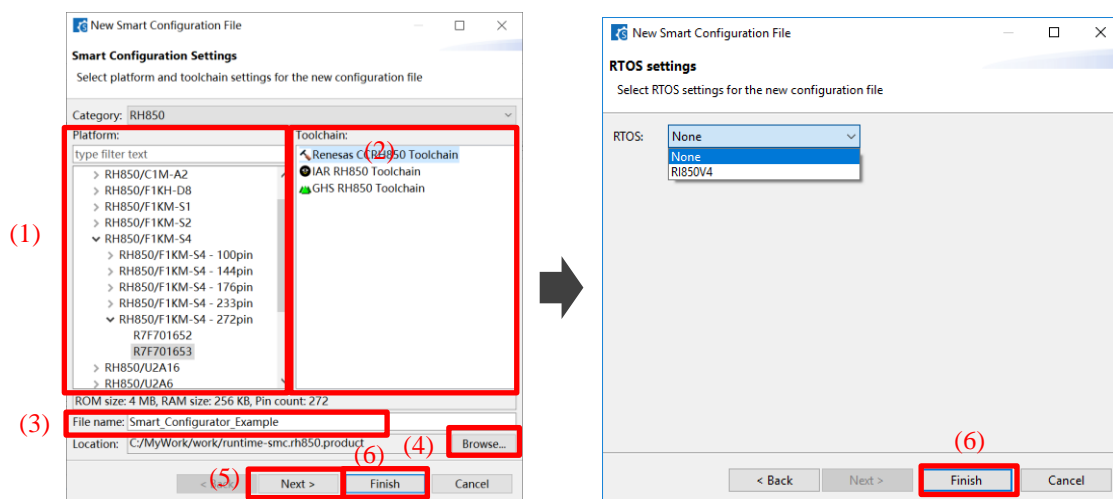 New Smart Configuration File
Smart Configuration Settings
Select platform and toolchain settings for the new configuration file
Category: RH850
Platform:
type filter text
RH850/C1M-A2
RH850/F1KH-D8
RH850/F1KM-S1
RH850/F1KM-S2
RH850/F1KM-S4
RH850/F1KM-S4 - 100pin
RH850/F1KM-S4 - 144pin
RH850/F1KM-S4 - 176pin
RH850/F1KM-S4 - 233pin
RH850/F1KM-S4 - 272pin
R7F701652
R7F701653
RH850/U2A16
RH850/U2A6
(1)
Toolchain:
(2)
Renesas CCRH850 Toolchain
IAR RH850 Toolchain
GHS RH850 Toolchain
ROM size: 4 MB, RAM size: 256 KB, Pin count: 272
(3)
File name: Smart_Configurator_Example
Location: C:/MyWork/work/runtime-smc.rh850.product
(4)
Browse...
(5)
(6)
< Back
Next >
Finish
Cancel
New Smart Configuration File
RTOS settings
Select RTOS settings for the new configuration file
RTOS: None
None
RI850V4
(6)
< Back
Next >
Finish
Cancel